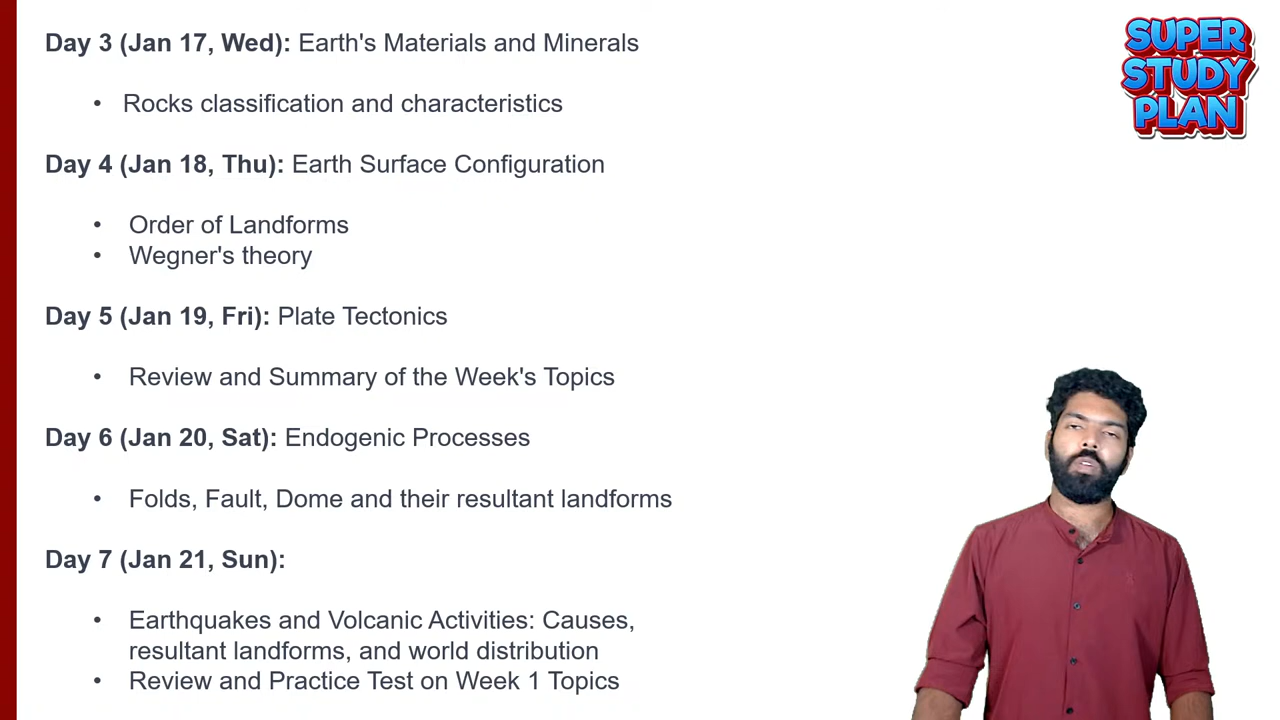 Day 3 (Jan 17, Wed): Earth's Materials and Minerals
• Rocks classification and characteristics
Day 4 (Jan 18, Thu): Earth Surface Configuration
• Order of Landforms
• Wegner's theory
Day 5 (Jan 19, Fri): Plate Tectonics
• Review and Summary of the Week's Topics
Day 6 (Jan 20, Sat): Endogenic Processes
• Folds, Fault, Dome and their resultant landforms
Day 7 (Jan 21, Sun):
• Earthquakes and Volcanic Activities: Causes,
resultant landforms, and world distribution
• Review and Practice Test on Week 1 Topics
SUPER
STUDY
PLAN